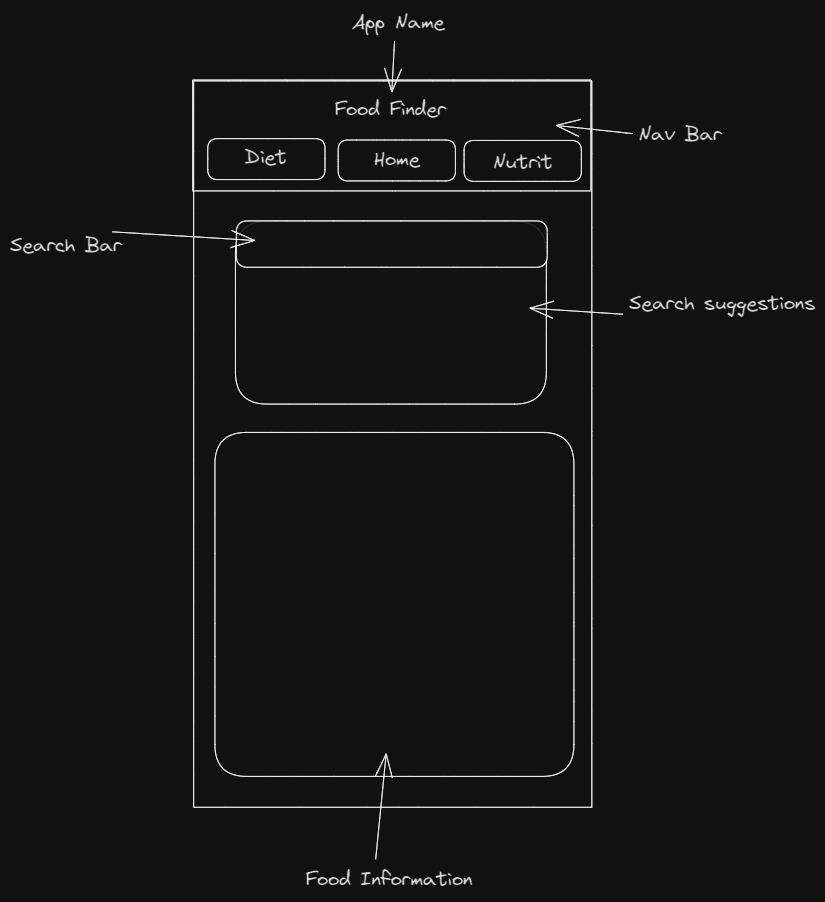 App Name
Food Finder
Nav Bar
Diet
Home
Nutrit
Search Bar
Search suggestions
Food Information